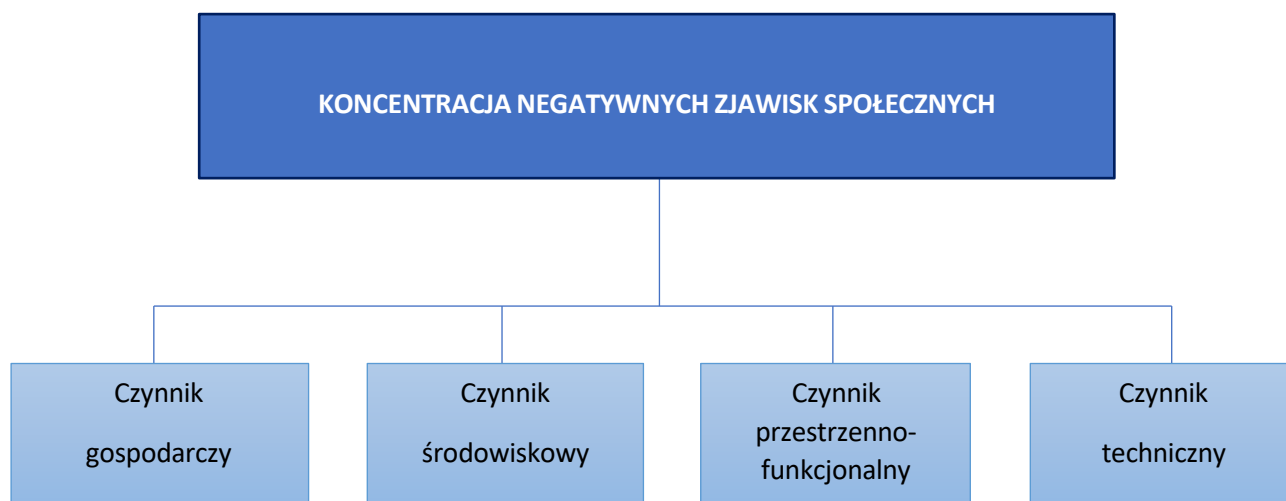 KONCENTRACJA NEGATYWNYCH ZJAWISK SPOŁECZNYCH
Czynnik
gospodarczy
Czynnik
środowiskowy
Czynnik
przestrzenno-
funkcjonalny
Czynnik
techniczny